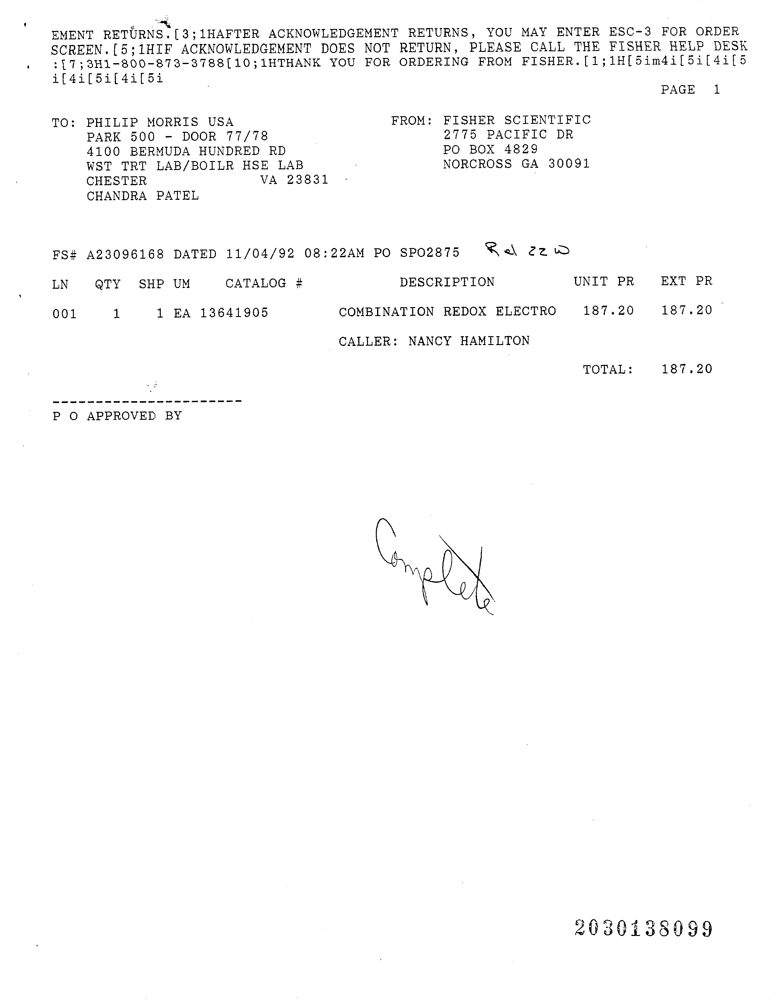 EMENT RETURNS.[3;1HAFTER ACKNOWLEDGEMENT RETURNS, YOU MAY ENTER ESC-3 FOR ORDER
SCREEN.[5;1HIF ACKNOWLEDGEMENT DOES NOT RETURN, PLEASE CALL THE FISHER HELP DESK
:[7;3H1-800-873-3788[10;1HTHANK YOU FOR ORDERING FROM FISHER.[1;1H[5im4i[5i[4i[5
i[4i[5i[4i[5i
PAGE 1
TO: PHILIP MORRIS USA
PARK 500 - DOOR 77/78
4100 BERMUDA HUNDRED RD
WST TRT LAB/BOILR HSE LAB
CHESTER VA 23831
CHANDRA PATEL
FROM: FISHER SCIENTIFIC
2775 PACIFIC DR
PO BOX 4829
NORCROSS GA 30091
FS# A23096168 DATED 11/04/92 08:22AM PO SPO2875 Rel 22
LN QTY SHP UM CATALOG # DESCRIPTION UNIT PR EXT PR
001 1 1 EA 13641905 COMBINATION REDOX ELECTRO 187.20 187.20
CALLER: NANCY HAMILTON
TOTAL: 187.20
----------------------
P O APPROVED BY
Complete
2030138099